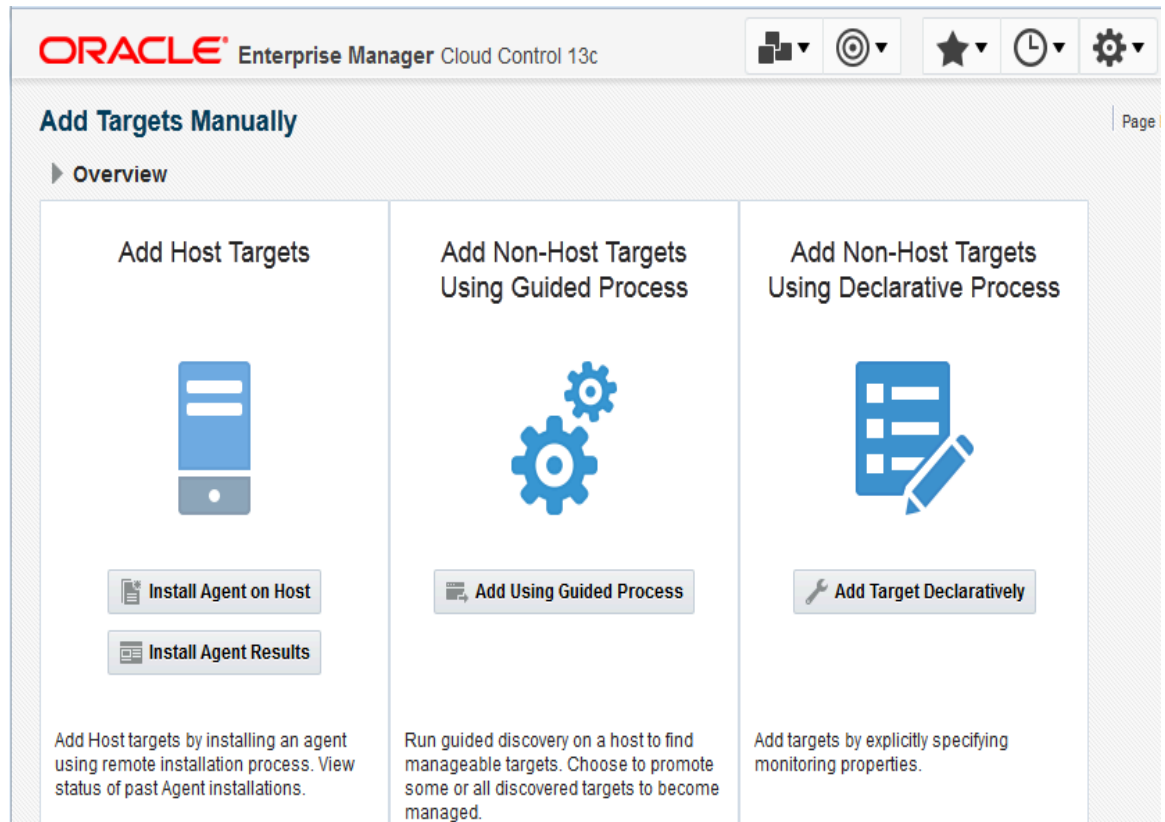 ORACLE Enterprise Manager Cloud Control 13c
Add Targets Manually
Page
Overview
Add Host Targets
Install Agent on Host
Install Agent Results
Add Host targets by installing an agent
using remote installation process. View
status of past Agent installations.
Add Non-Host Targets
Using Guided Process
Add Using Guided Process
Run guided discovery on a host to find
manageable targets. Choose to promote
some or all discovered targets to become
managed.
Add Non-Host Targets
Using Declarative Process
Add Target Declaratively
Add targets by explicitly specifying
monitoring properties.